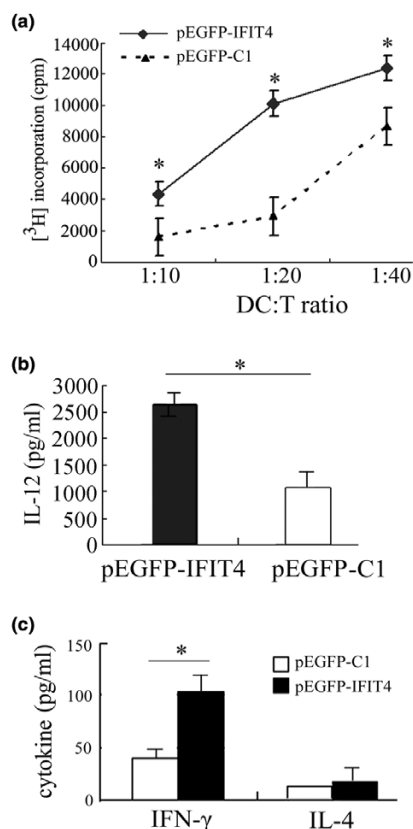 (a)
pEGFP-IFIT4
pEGFP-C1
[³H] incorporation (cpm)
14000
12000
10000
8000
6000
4000
2000
0
*
*
*
1:10 1:20 1:40
DC:T ratio
(b)
*
IL-12 (pg/ml)
3000
2500
2000
1500
1000
500
0
pEGFP-IFIT4 pEGFP-C1
(c)
cytokine (pg/ml)
150
100
50
0
*
pEGFP-C1
pEGFP-IFIT4
IFN-γ IL-4